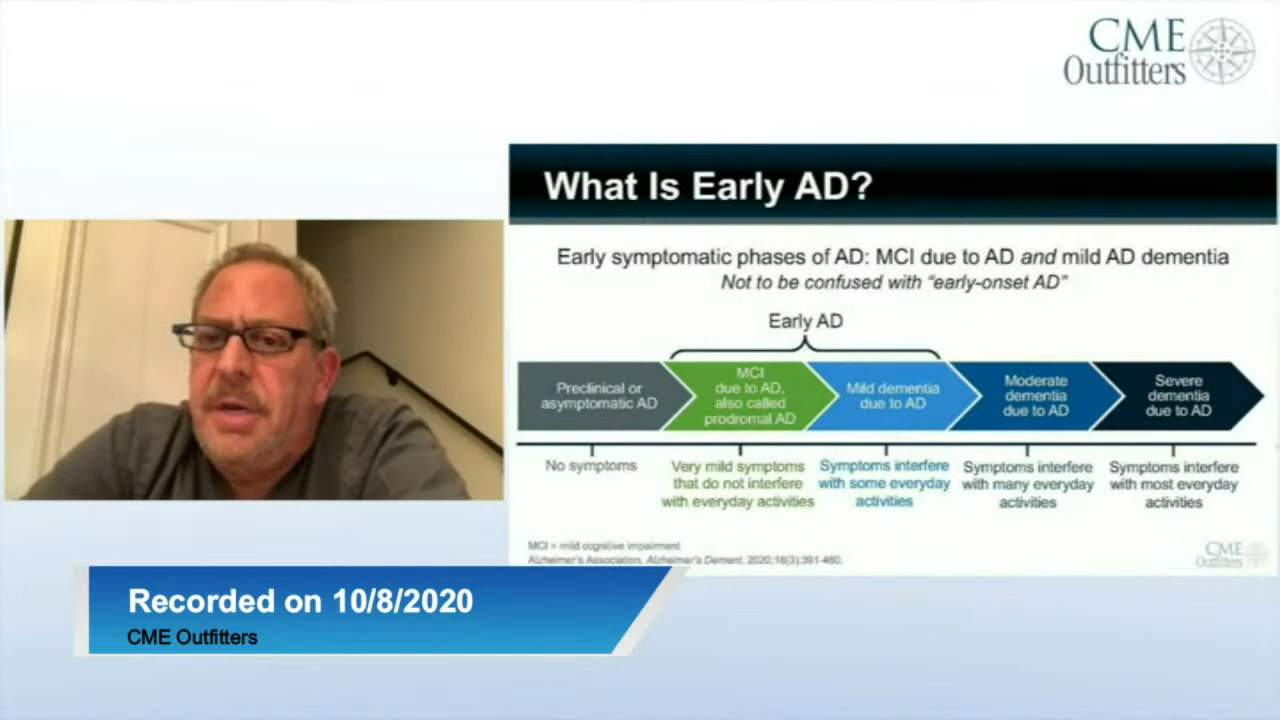 CME
Outfitters
What Is Early AD?
Early symptomatic phases of AD: MCI due to AD and mild AD dementia
Not to be confused with “early-onset AD”
Early AD
Preclinical or
asymptomatic AD
MCI
due to AD,
also called
prodromal AD
Mild dementia
due to AD
Moderate
dementia
due to AD
Severe
dementia
due to AD
No symptoms
Very mild symptoms
that do not interfere
with everyday activities
Symptoms interfere
with some everyday
activities
Symptoms interfere
with many everyday
activities
Symptoms interfere
with most everyday
activities
MCI = mild cognitive impairment
Alzheimer's Association. Alzheimer's Dement. 2020;16(3):391-460.
CME
Outfitters
Recorded on 10/8/2020
CME Outfitters